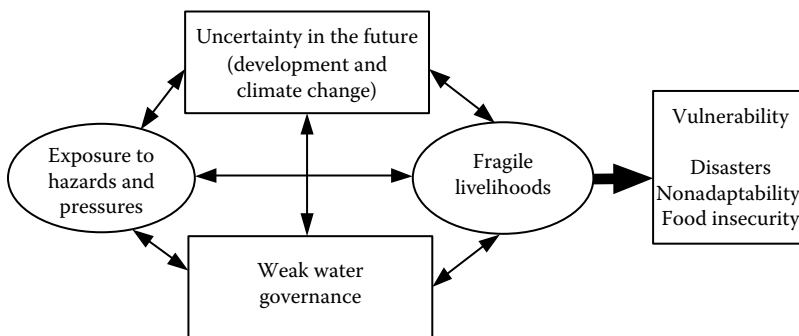 Uncertainty in the future
(development and
climate change)
Exposure to
hazards and
pressures
Fragile
livelihoods
Weak water
governance
Vulnerability
Disasters
Nonadaptability
Food insecurity